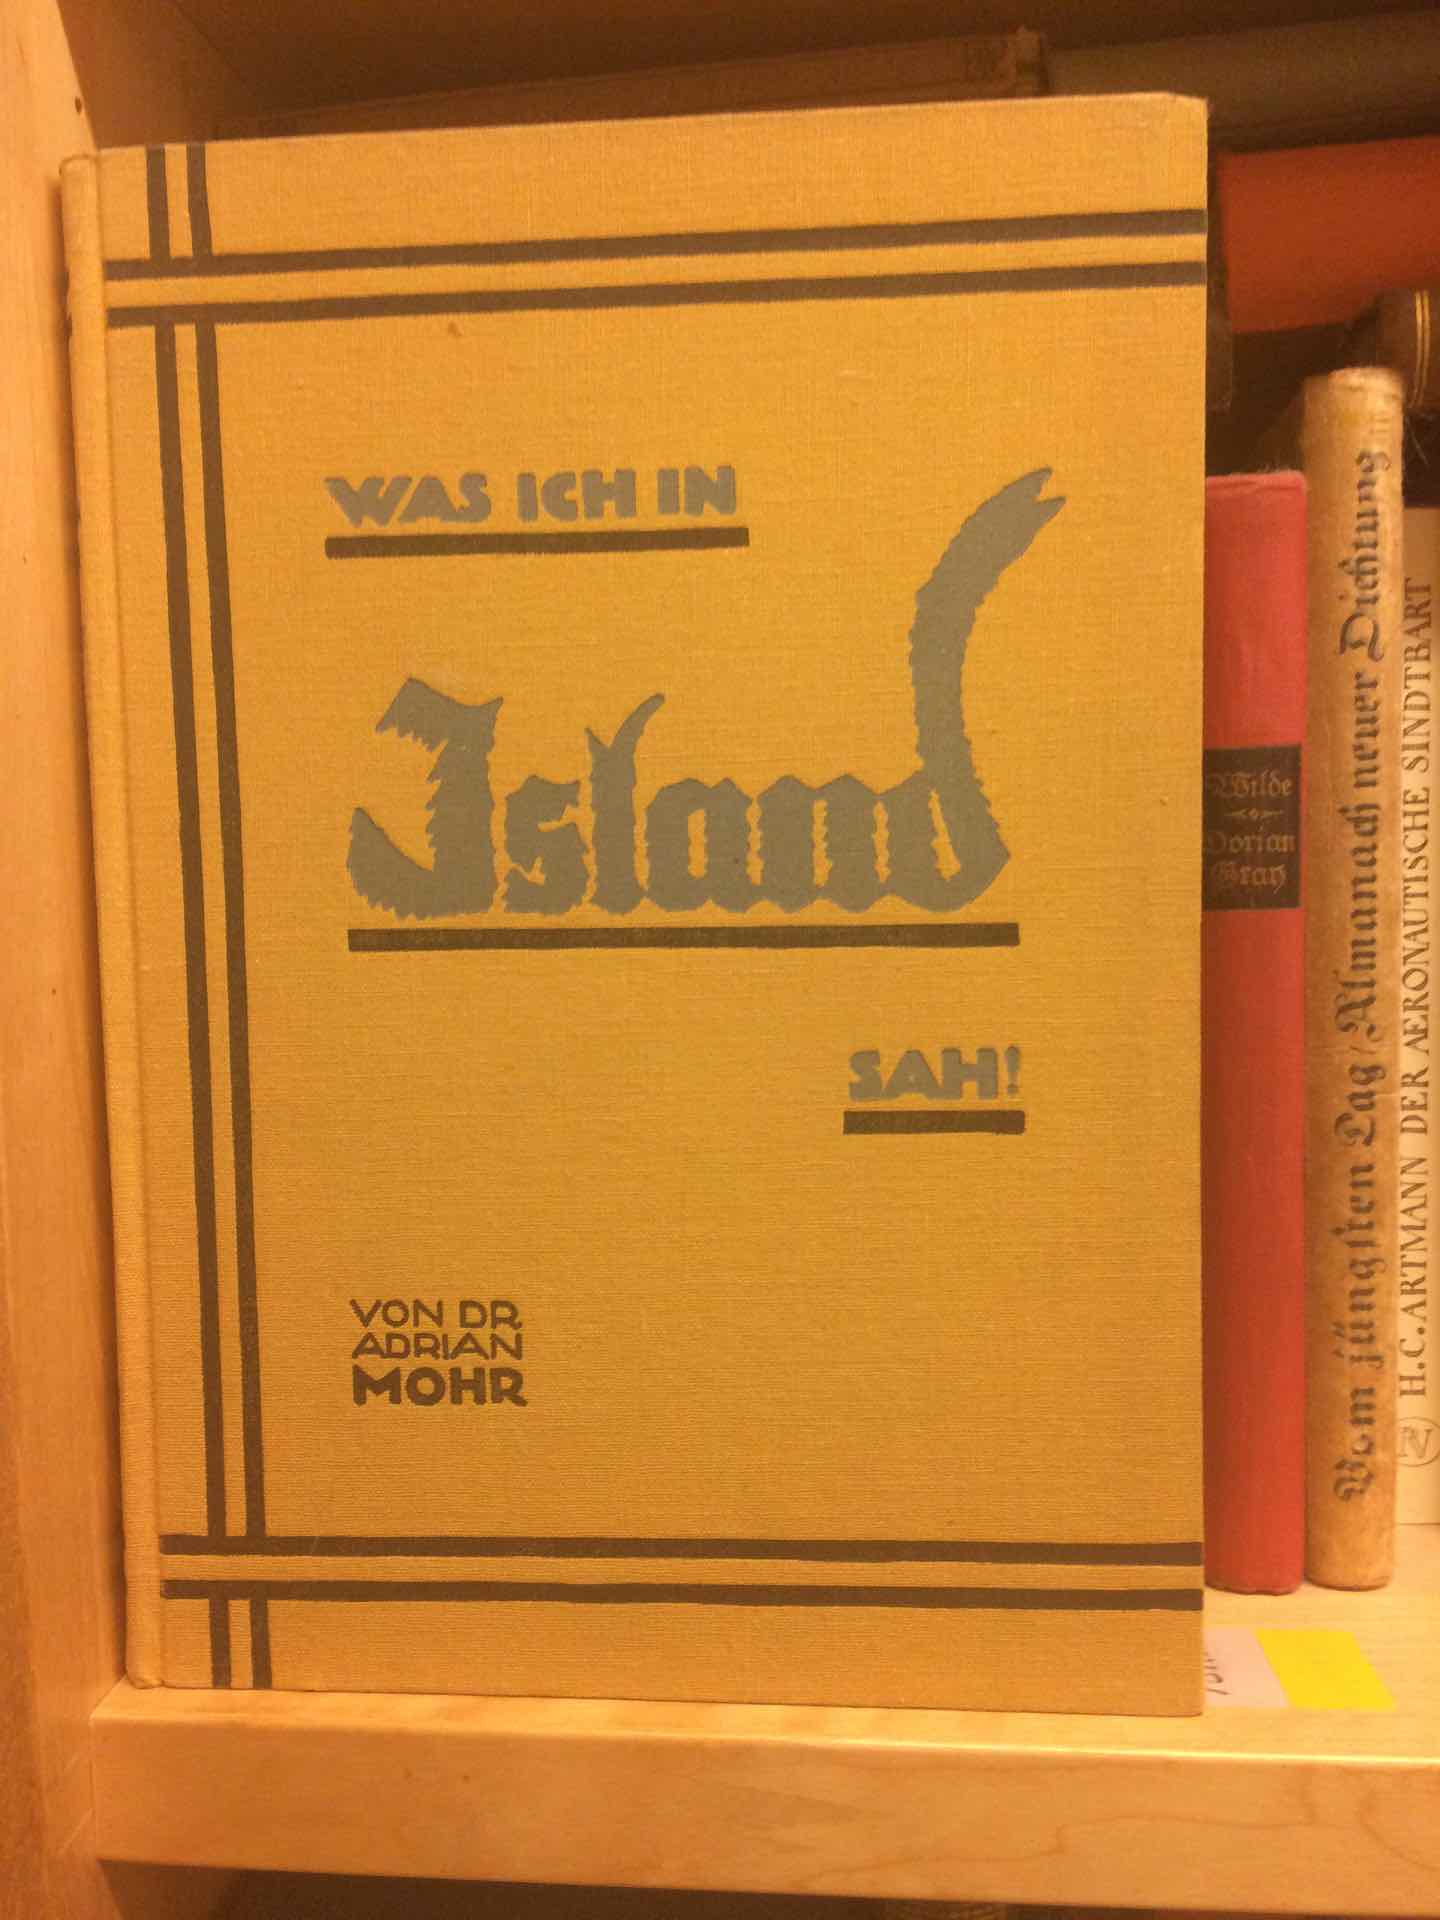 WAS ICH IN
Island
SAH!
VON DR.
ADRIAN
MOHR
Wilde
Dorian
Gray
Vom jüngsten Tag / Almanach neuer Dichtung
H.C. ARTMANN DER AERONAUTISCHE SINDTBART